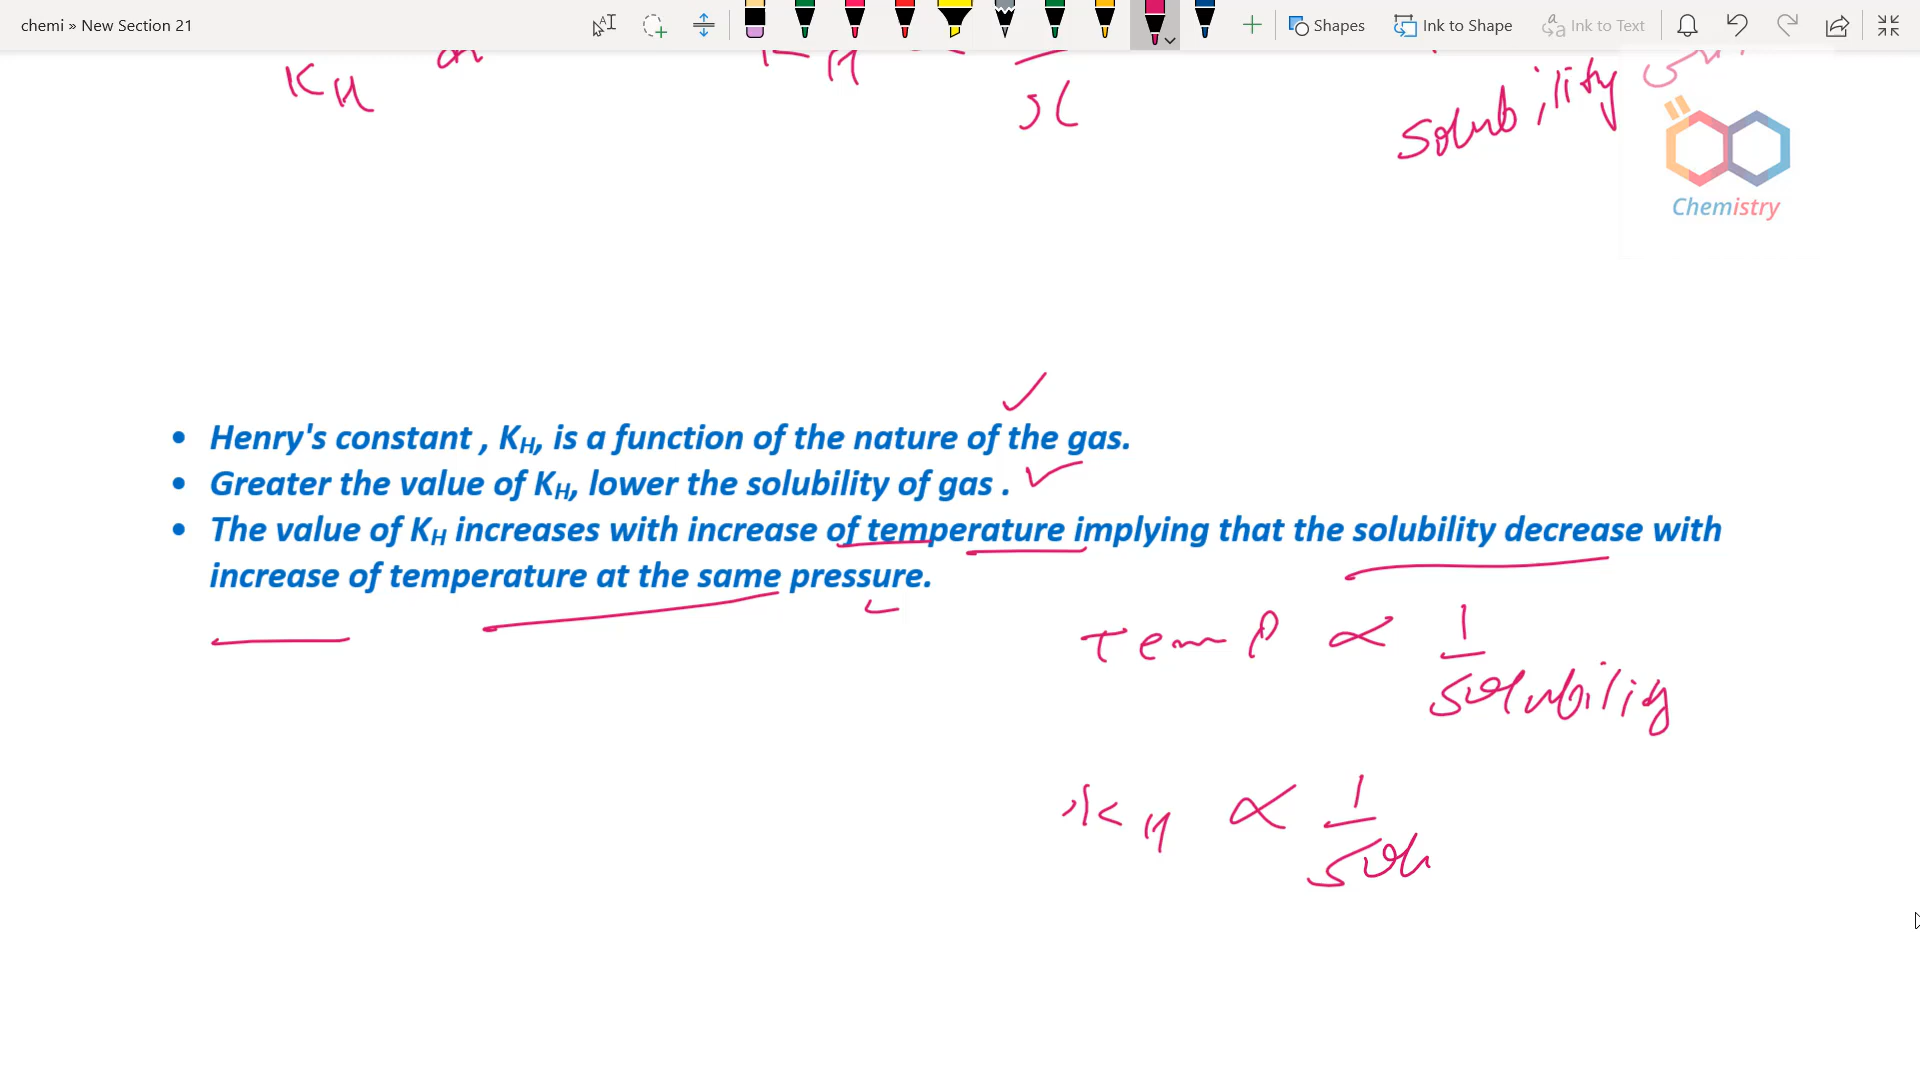 chemi » New Section 21
Shapes
Ink to Shape
Ink to Text
KH
KH
x
solubility
Chemistry
• Henry's constant , KH, is a function of the nature of the gas.
• Greater the value of KH, lower the solubility of gas .
• The value of KH increases with increase of temperature implying that the solubility decrease with
increase of temperature at the same pressure.
Temp ∝ 1
solubility
KH ∝ 1
Solu